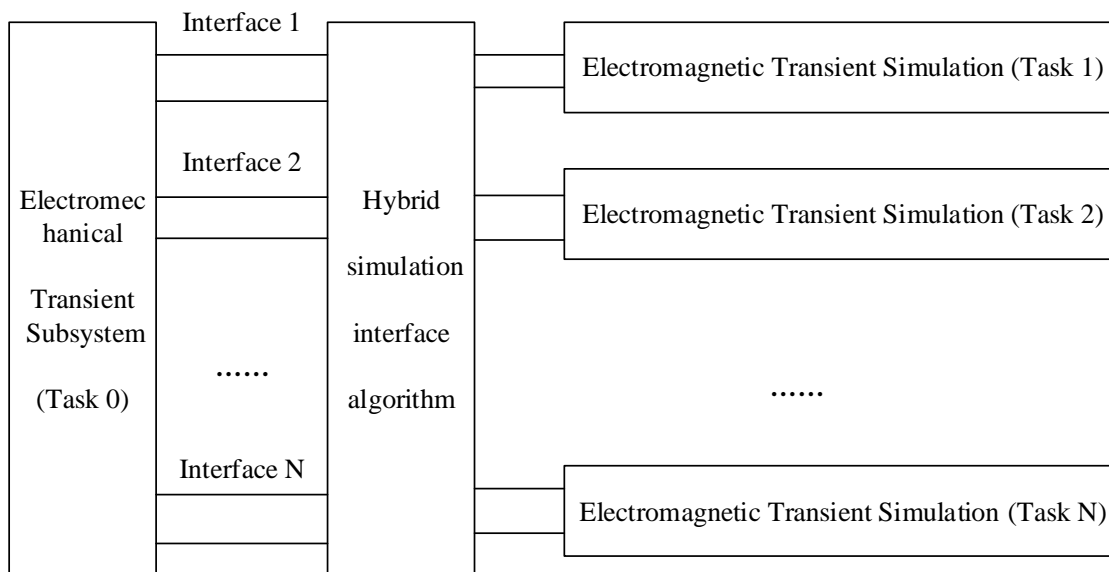 Interface 1
Interface 2
......
Interface N
Electromec
hanical
Transient
Subsystem
(Task 0)
Hybrid
simulation
interface
algorithm
Electromagnetic Transient Simulation (Task 1)
Electromagnetic Transient Simulation (Task 2)
......
Electromagnetic Transient Simulation (Task N)